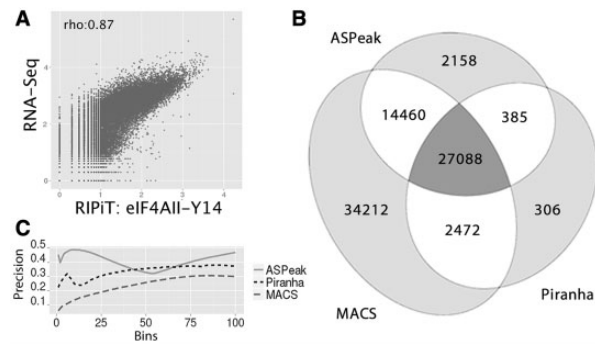 A
rho:0.87
RNA-Seq
4
2
0
0
1
2
3
4
RIPiT: eIF4AII-Y14
B
ASPeak
2158
14460
385
27088
34212
2472
306
MACS
Piranha
C
Precision
0.5
0.4
0.3
0.2
0.1
0
25
50
75
100
Bins
ASPeak
Piranha
MACS